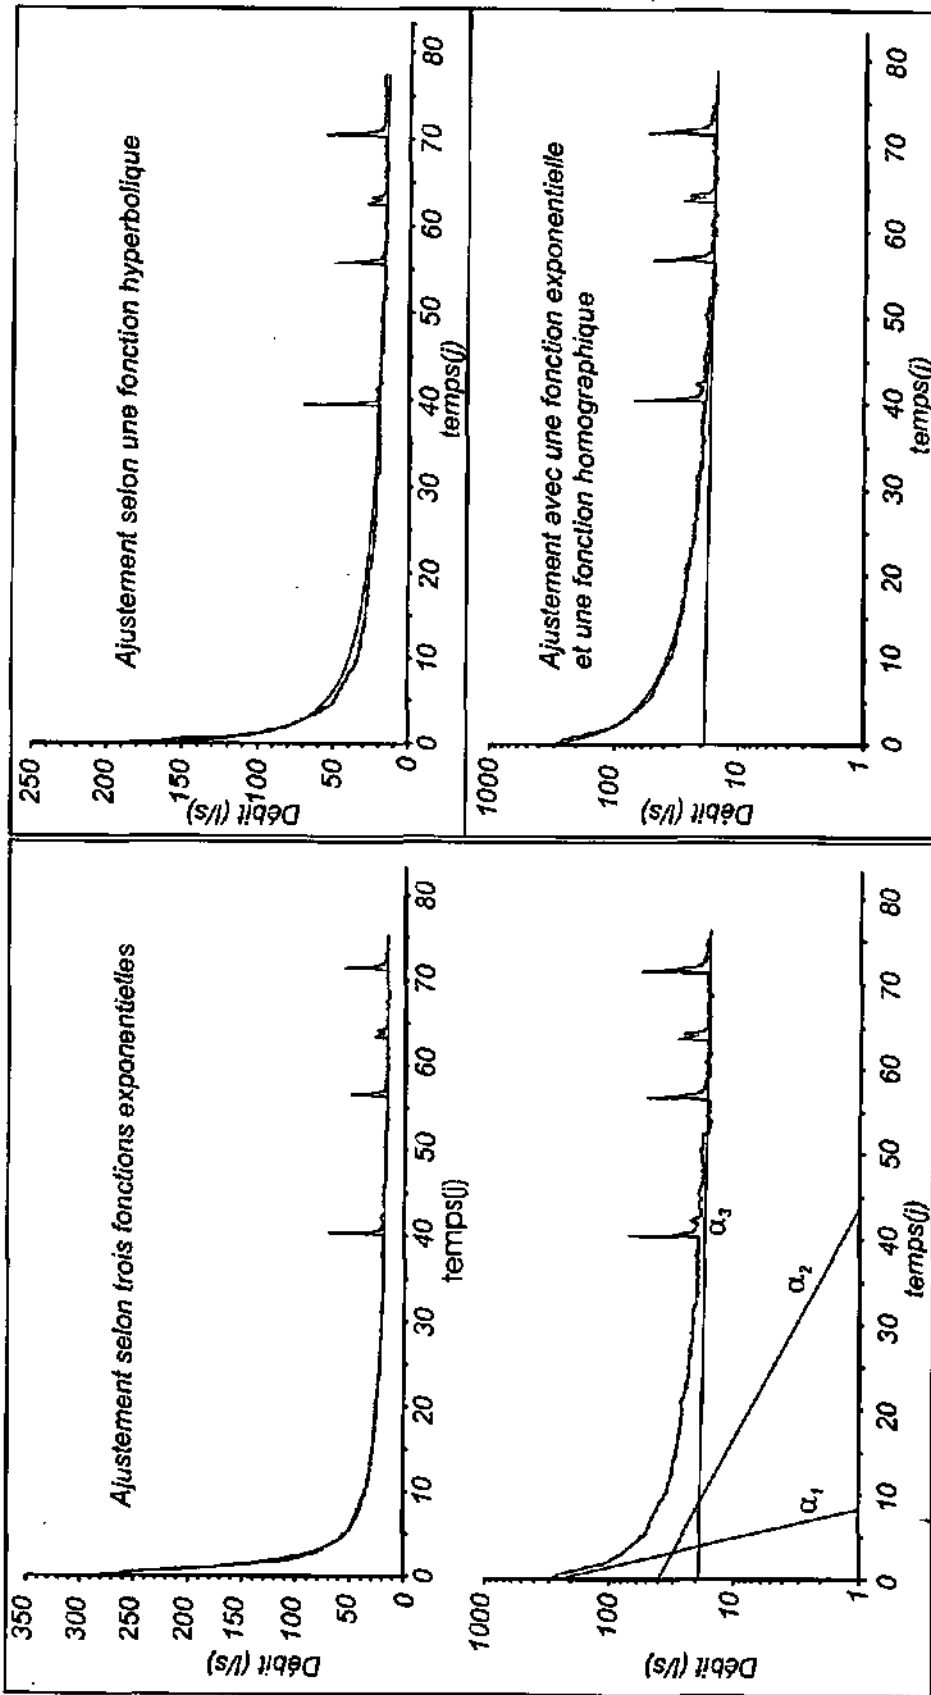 Ajustement selon trois fonctions exponentielles
350
300
250
200
150
100
50
0
Débit (l/s)
0 10 20 30 40 50 60 70 80
temps(j)
1000
100
10
1
Débit (l/s)
α1
α2
α3
0 10 20 30 40 50 60 70 80
temps(j)
Ajustement selon une fonction hyperbolique
250
200
150
100
50
0
Débit (l/s)
0 10 20 30 40 50 60 70 80
temps(j)
Ajustement avec une fonction exponentielle
et une fonction homographique
1000
100
10
1
Débit (l/s)
0 10 20 30 40 50 60 70 80
temps(j)